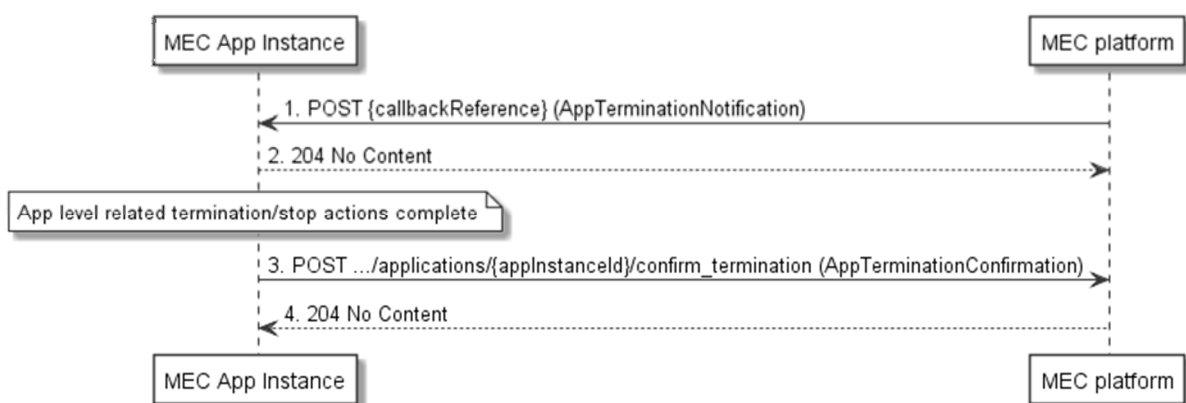 MEC App Instance
MEC platform
1. POST {callbackReference} (AppTerminationNotification)
2. 204 No Content
App level related termination/stop actions complete
3. POST .../applications/{appInstanceId}/confirm_termination (AppTerminationConfirmation)
4. 204 No Content
MEC App Instance
MEC platform